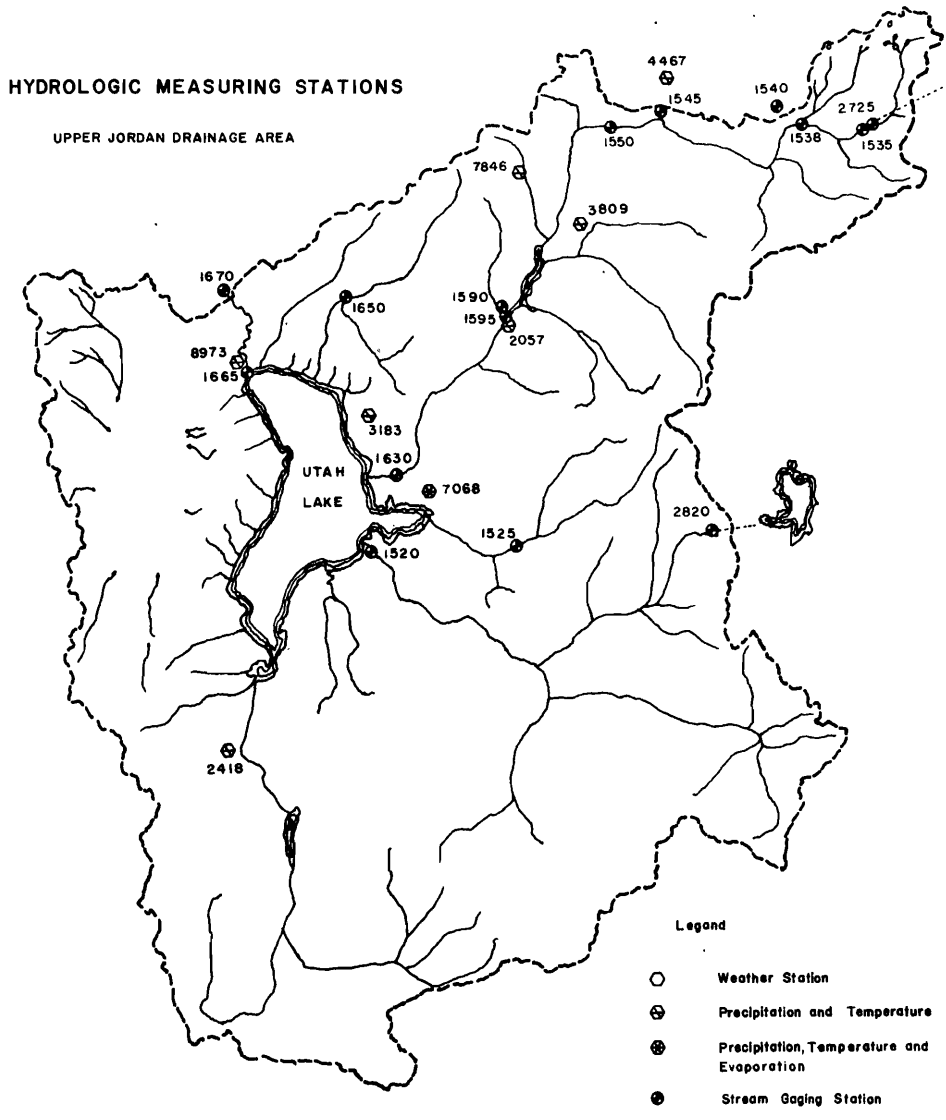 HYDROLOGIC MEASURING STATIONS
UPPER JORDAN DRAINAGE AREA
4467
1545
1540
2725
1550
1538
1535
7846
3809
1670
1650
1590
1595
2057
8973
1665
3183
1630
UTAH
LAKE
7068
2820
1525
1520
2418
Legand
Weather Station
Precipitation and Temperature
Precipitation, Temperature and
Evaporation
Stream Gaging Station